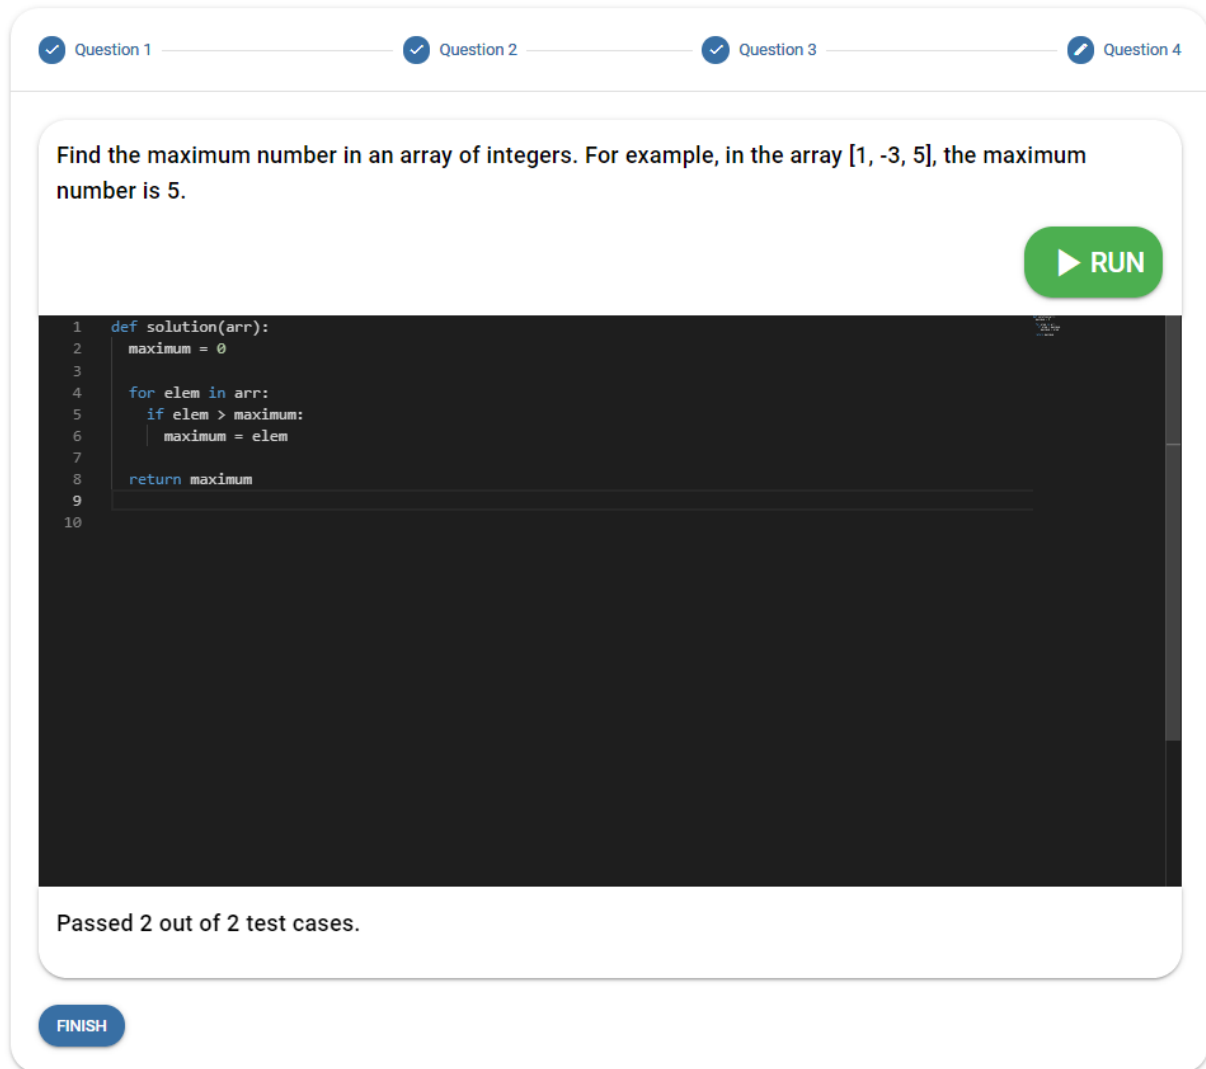 Question 1
Question 2
Question 3
Question 4
Find the maximum number in an array of integers. For example, in the array [1, -3, 5], the maximum
number is 5.
RUN
1 def solution(arr):
2   maximum = 0
3
4   for elem in arr:
5     if elem > maximum:
6       maximum = elem
7
8   return maximum
9
10
Passed 2 out of 2 test cases.
FINISH